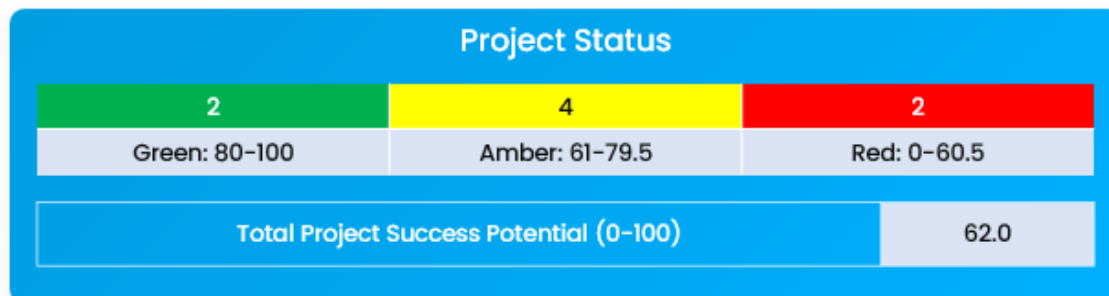 Project Status
2 4 2
Green: 80-100 Amber: 61-79.5 Red: 0-60.5
Total Project Success Potential (0-100) 62.0